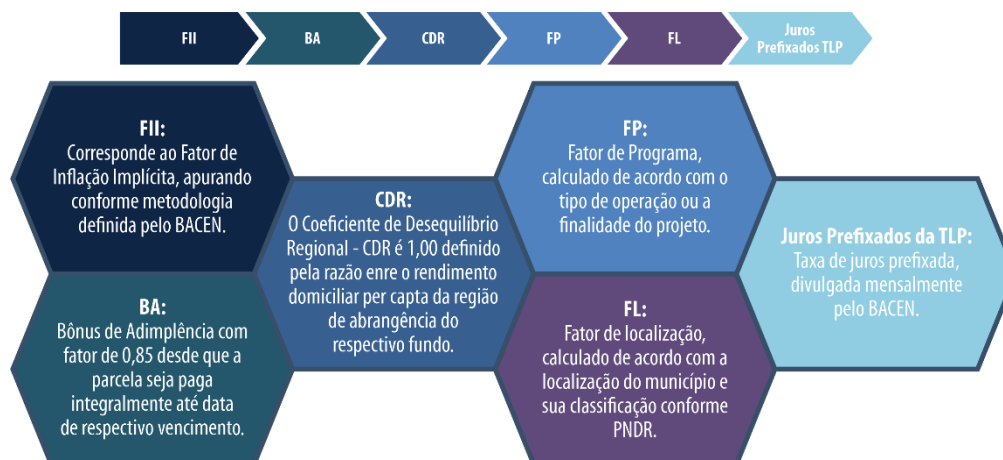 FII
BA
CDR
FP
FL
Juros
Prefixados TLP
FII:
Corresponde ao Fator de
Inflação Implícita, apurando
conforme metodologia
definida pelo BACEN.
BA:
Bônus de Adimplência com
fator de 0,85 desde que a
parcela seja paga
integralmente até data
de respectivo vencimento.
CDR:
O Coeficiente de Desequilíbrio
Regional - CDR é 1,00 definido
pela razão enre o rendimento
domiciliar per capta da região
de abrangência do
respectivo fundo.
FP:
Fator de Programa,
calculado de acordo com o
tipo de operação ou a
finalidade do projeto.
FL:
Fator de localização,
calculado de acordo com a
localização do município e
sua classificação conforme
PNDR.
Juros Prefixados da TLP:
Taxa de juros prefixada,
divulgada mensalmente
pelo BACEN.